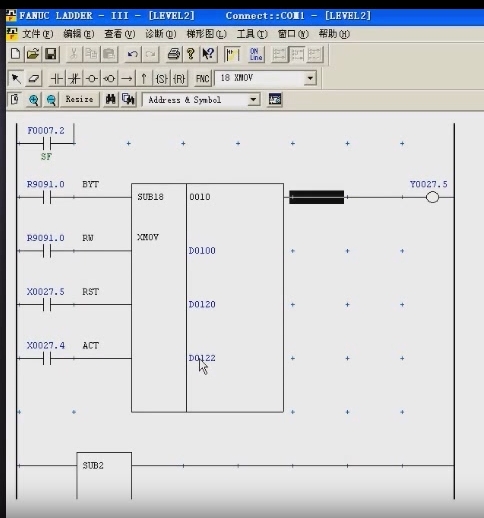 FANUC LADDER - III - [LEVEL2] Connect::COM1 - [LEVEL2]
文件(F) 编辑(E) 查看(V) 诊断(D) 梯形图(L) 工具(T) 窗口(W) 帮助(H)
ON Line
(S) (R) FNC 18 XMOV
Resize Address & Symbol
F0007.2
SF
R9091.0 BYT Y0027.5
SUB18 0010
R9091.0 RW XMOV
D0100
X0027.5 RST
D0120
X0027.4 ACT
D0122
SUB2